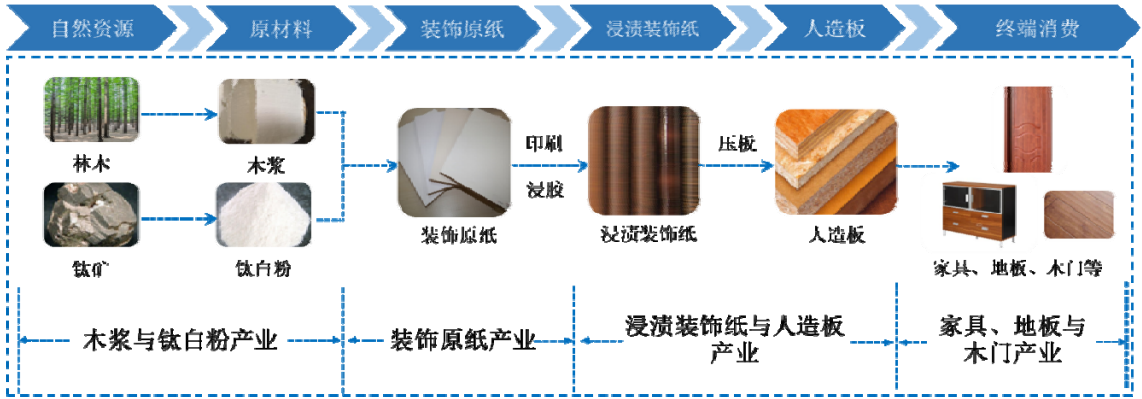 自然资源
原材料
装饰原纸
浸渍装饰纸
人造板
终端消费
林木
木浆
印刷
压板
浸胶
钛矿
钛白粉
装饰原纸
浸渍装饰纸
人造板
家具、地板、木门等
木浆与钛白粉产业
装饰原纸产业
浸渍装饰纸与人造板
产业
家具、地板与
木门产业